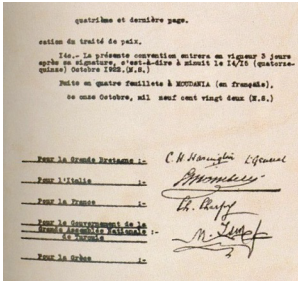 quatrième et dernière page.
cation du traité de paix.
14o.- La présente convention entrera en vigueur 3 jours
après sa signature, c'est-à-dire à minuit le 14/15 (quatorze-
quinze) Octobre 1922.(N.S.)
Faite en quatre feuillets à MOUDANIA (en français),
ce onze Octobre, mil neuf cent vingt deux (N.S.)
Pour la Grande Bretagne :-
Pour l'Italie :-
Pour la France :-
Pour le Gouvernement de la
Grande Assemblée Nationale :-
de Turquie
Pour la Grèce :-